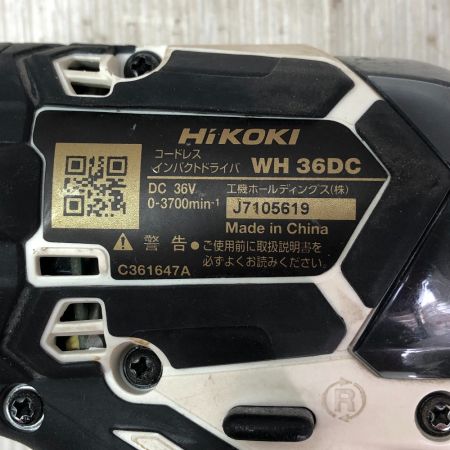 HiKOKI
コードレス
インパクトドライバ WH 36DC
DC 36V 工機ホールディングス(株)
0-3700min⁻¹ J7105619
Made in China
警告 ●ご使用前に取扱説明書を
必ずよくお読みください。
C361647A
R